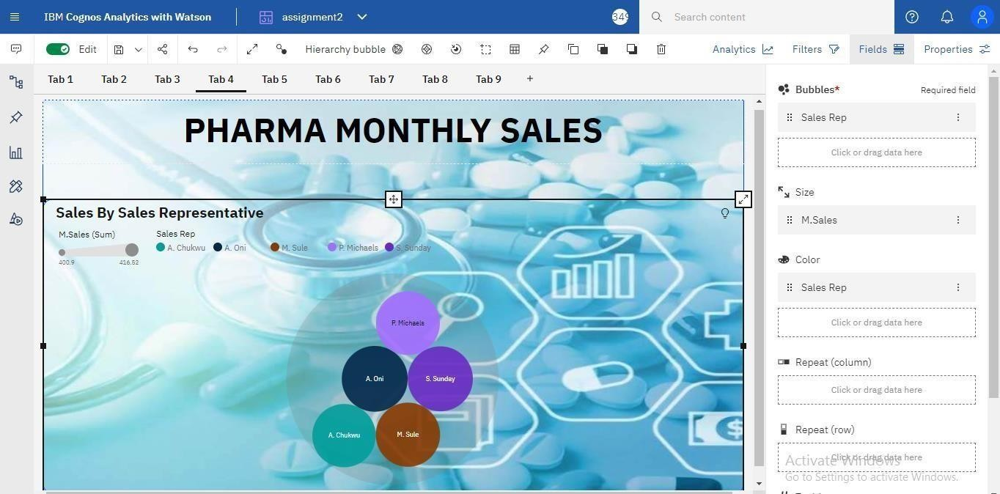 IBM Cognos Analytics with Watson
assignment2
349
Search content
Edit
Hierarchy bubble
Analytics
Filters
Fields
Properties
Tab 1
Tab 2
Tab 3
Tab 4
Tab 5
Tab 6
Tab 7
Tab 8
Tab 9
+
PHARMA MONTHLY SALES
Sales By Sales Representative
M.Sales (Sum)
400.9
416.52
Sales Rep
A. Chukwu
A. Oni
M. Sule
P. Michaels
S. Sunday
P. Michaels
A. Oni
S. Sunday
A. Chukwu
M. Sule
Bubbles*
Required field
Sales Rep
Click or drag data here
Size
M.Sales
Color
Sales Rep
Click or drag data here
Repeat (column)
Click or drag data here
Repeat (row)
Click or drag data here
Activate Windows
Go to Settings to activate Windows.